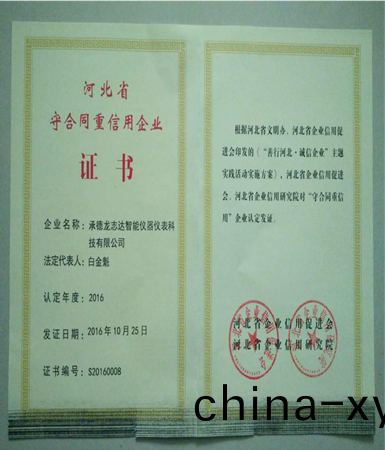 河北省
守合同重信用企业
证书
企业名称：承德龙志达智能仪器仪表科
技有限公司
法定代表人：白金魁
认定年度：2016
发证日期：2016年10月25日
证书编号：S20160008
根据河北省文明办、河北省企业信用促
进会印发的《“善行河北·诚信企业”主题
实践活动实施方案》，河北省企业信用促进
会、河北省企业信用研究院对“守合同重信
用”企业认定发证。
河北省企业信用促进会
河北省企业信用研究院
china-xy